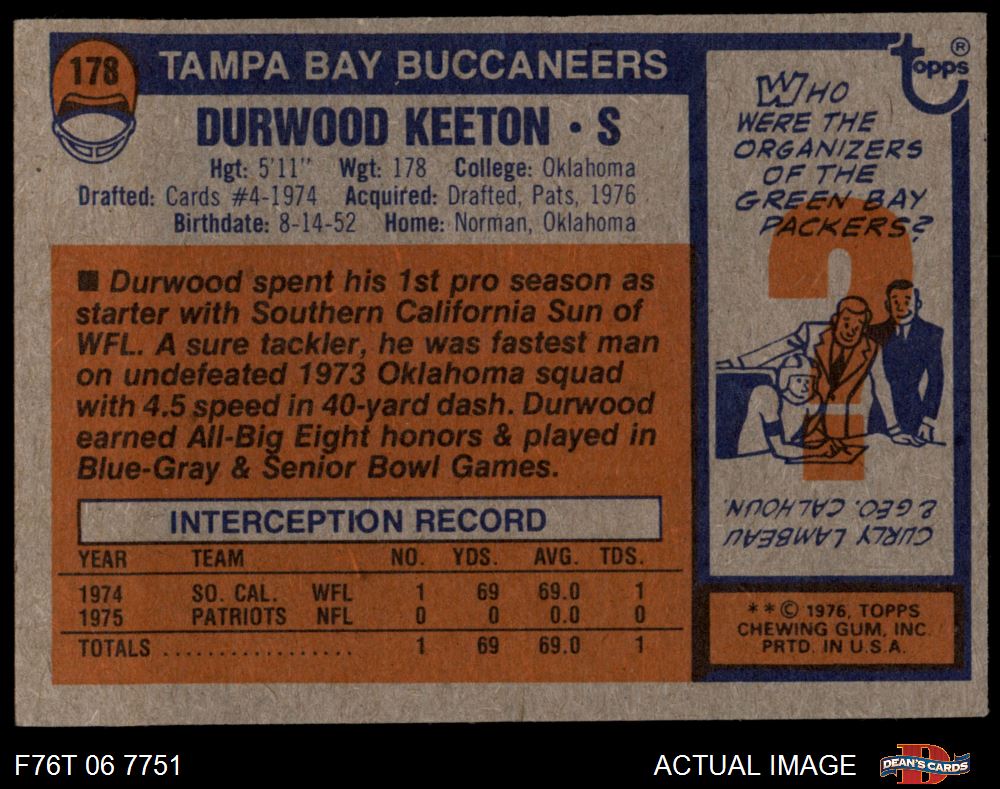 178
TAMPA BAY BUCCANEERS
DURWOOD KEETON • S
Hgt: 5'11" Wgt: 178 College: Oklahoma
Drafted: Cards #4-1974 Acquired: Drafted, Pats, 1976
Birthdate: 8-14-52 Home: Norman, Oklahoma
■ Durwood spent his 1st pro season as
starter with Southern California Sun of
WFL. A sure tackler, he was fastest man
on undefeated 1973 Oklahoma squad
with 4.5 speed in 40-yard dash. Durwood
earned All-Big Eight honors & played in
Blue-Gray & Senior Bowl Games.
INTERCEPTION RECORD
YEAR TEAM NO. YDS. AVG. TDS.
1974 SO. CAL. WFL 1 69 69.0 1
1975 PATRIOTS NFL 0 0 0.0 0
TOTALS .................. 1 69 69.0 1
Topps ®
WHO
WERE THE
ORGANIZERS
OF THE
GREEN BAY
PACKERS?
?
CURLY LAMBEAU
& GEO. CALHOUN.
* * © 1976, TOPPS
CHEWING GUM, INC.
PRTD. IN U.S.A.
F76T 06 7751
ACTUAL IMAGE
D
DEAN'S CARDS